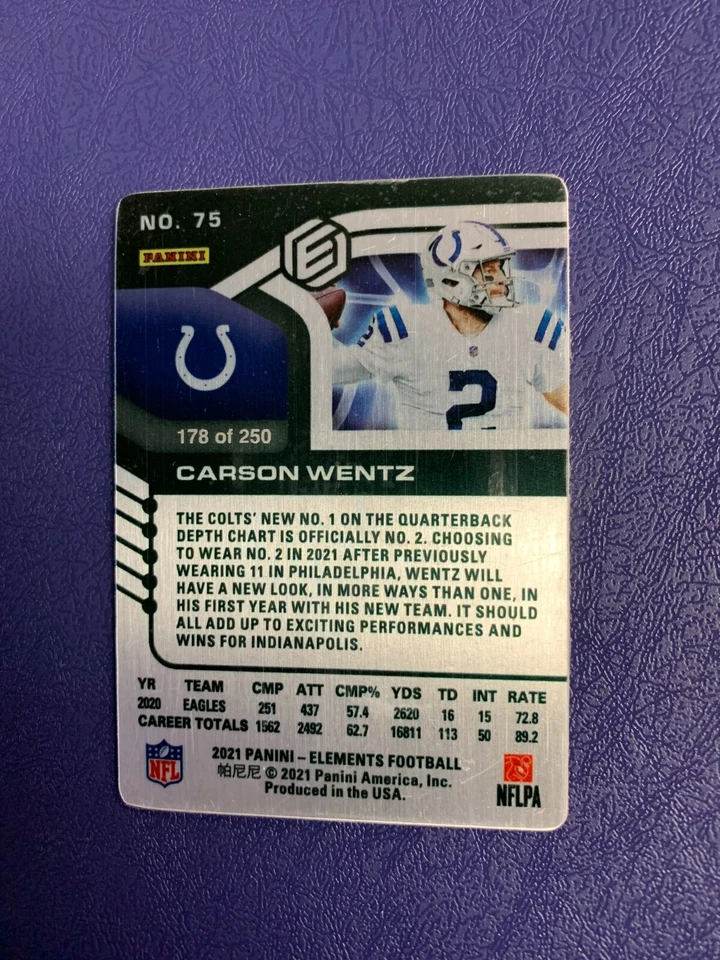 NO. 75
PANINI
E
2
2
178 of 250
CARSON WENTZ
THE COLTS' NEW NO. 1 ON THE QUARTERBACK
DEPTH CHART IS OFFICIALLY NO. 2. CHOOSING
TO WEAR NO. 2 IN 2021 AFTER PREVIOUSLY
WEARING 11 IN PHILADELPHIA, WENTZ WILL
HAVE A NEW LOOK, IN MORE WAYS THAN ONE, IN
HIS FIRST YEAR WITH HIS NEW TEAM. IT SHOULD
ALL ADD UP TO EXCITING PERFORMANCES AND
WINS FOR INDIANAPOLIS.
YR TEAM CMP ATT CMP% YDS TD INT RATE
2020 EAGLES 251 437 57.4 2620 16 15 72.8
CAREER TOTALS 1562 2492 62.7 16811 113 50 89.2
NFL
2021 PANINI – ELEMENTS FOOTBALL
帕尼尼 © 2021 Panini America, Inc.
Produced in the USA.
NFLPA